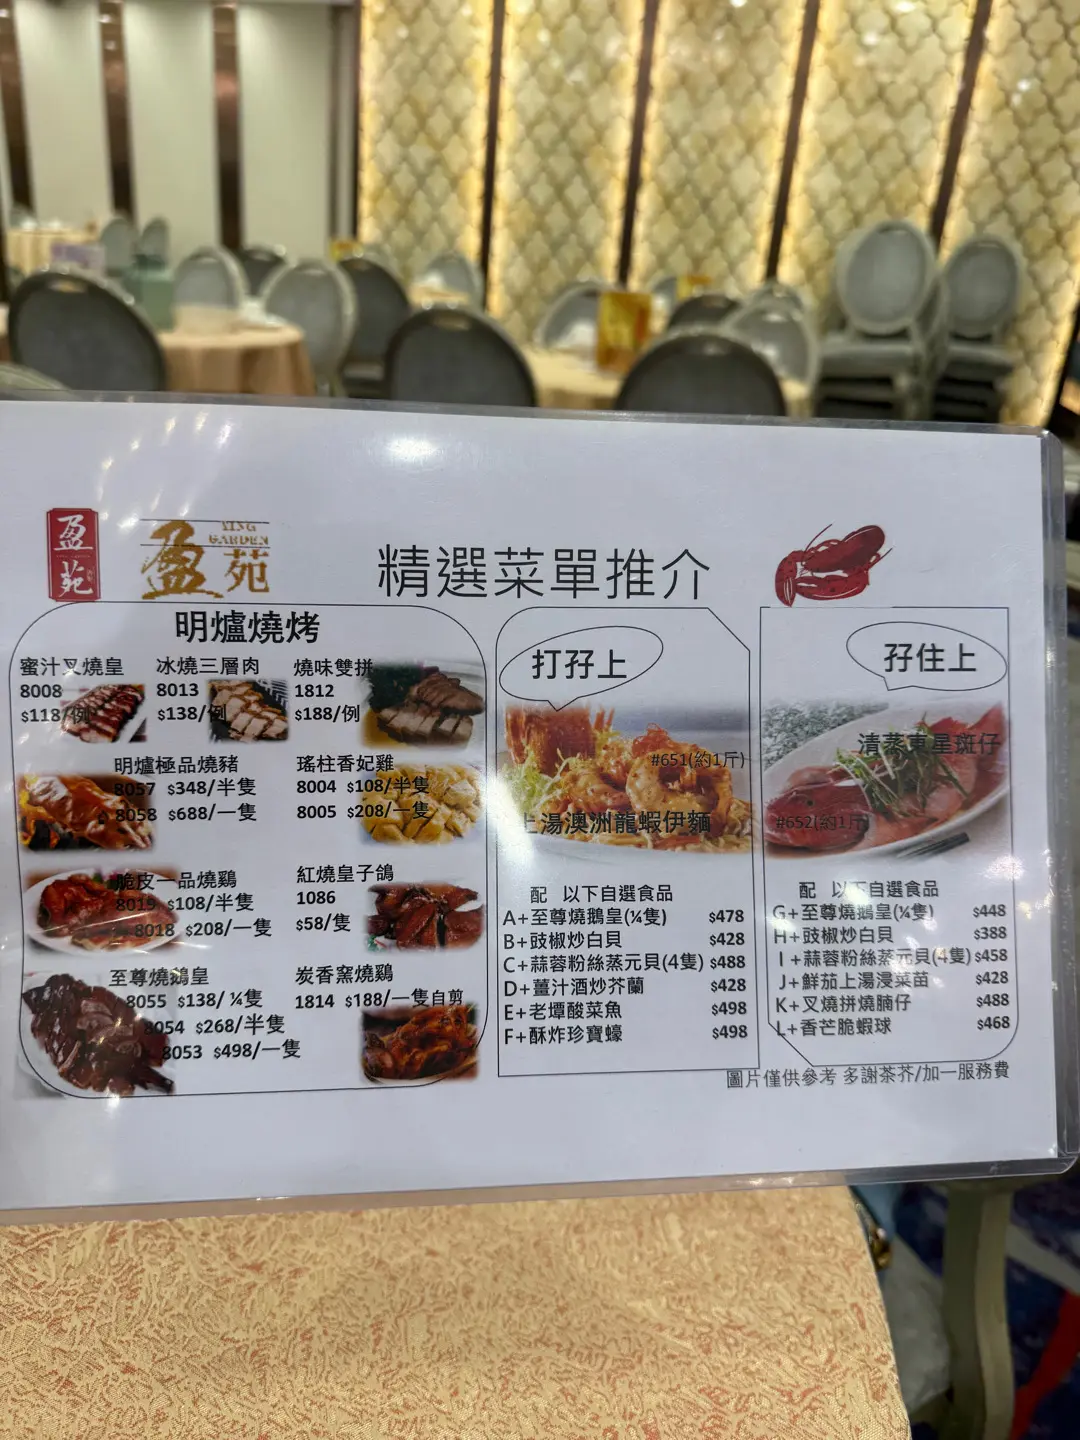 盈苑
盈苑
YING GARDEN
精選菜單推介
明爐燒烤
蜜汁叉燒皇
8008
$118/例
冰燒三層肉
8013
$138/例
燒味雙拼
1812
$188/例
明爐極品燒豬
8057 $348/半隻
8058 $688/一隻
瑤柱香妃雞
8004 $108/半隻
8005 $208/一隻
脆皮一品燒鷄
8019 $108/半隻
8018 $208/一隻
紅燒皇子鴿
1086
$58/隻
至尊燒鵝皇
8055 $138/ ¼隻
8054 $268/半隻
8053 $498/一隻
炭香窯燒鷄
1814 $188/一隻自剪
打孖上
#651(約1斤)
上湯澳洲龍蝦伊麵
配 以下自選食品
A+至尊燒鵝皇(¼隻) $478
B+豉椒炒白貝 $428
C+蒜蓉粉絲蒸元貝(4隻) $488
D+薑汁酒炒芥蘭 $428
E+老壇酸菜魚 $498
F+酥炸珍寶蠔 $498
孖住上
清蒸東星斑仔
#652(約1斤)
配 以下自選食品
G+至尊燒鵝皇(¼隻) $448
H+豉椒炒白貝 $388
I+蒜蓉粉絲蒸元貝(4隻) $458
J+鮮茄上湯浸菜苗 $428
K+叉燒拼燒腩仔 $488
L+香芒脆蝦球 $468
圖片僅供參考 多謝茶芥/加一服務費